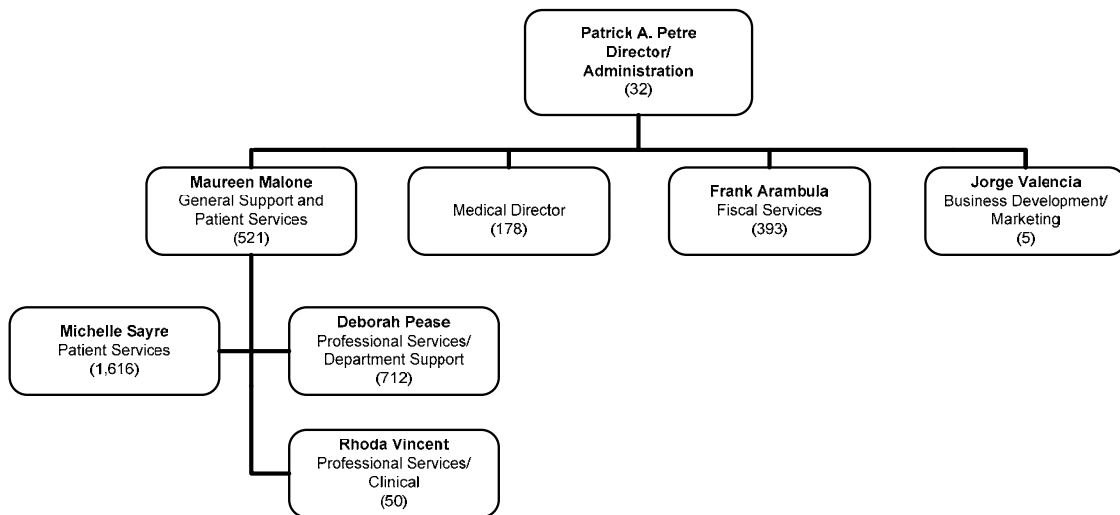 Patrick A. Petre
Director/
Administration
(32)
Maureen Malone
General Support and
Patient Services
(521)
Medical Director
(178)
Frank Arambula
Fiscal Services
(393)
Jorge Valencia
Business Development/
Marketing
(5)
Michelle Sayre
Patient Services
(1,616)
Deborah Pease
Professional Services/
Department Support
(712)
Rhoda Vincent
Professional Services/
Clinical
(50)